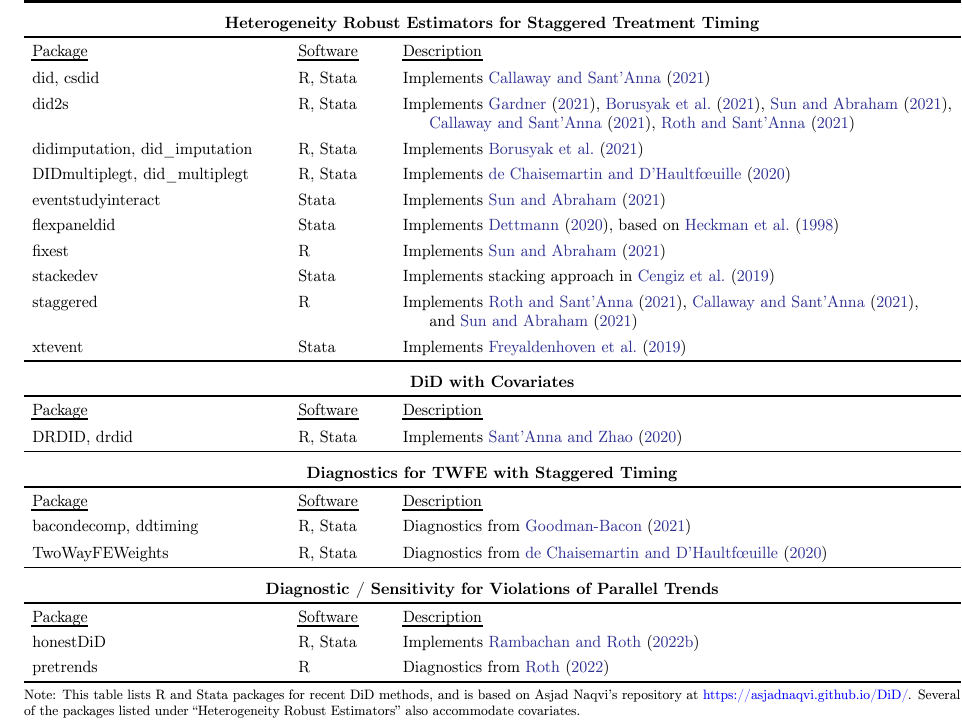 Heterogeneity Robust Estimators for Staggered Treatment Timing
Package Software Description
did, csdid R, Stata Implements Callaway and Sant'Anna (2021)
did2s R, Stata Implements Gardner (2021), Borusyak et al. (2021), Sun and Abraham (2021),
Callaway and Sant'Anna (2021), Roth and Sant'Anna (2021)
didimputation, did_imputation R, Stata Implements Borusyak et al. (2021)
DIDmultiplegt, did_multiplegt R, Stata Implements de Chaisemartin and D'Haultfœuille (2020)
eventstudyinteract Stata Implements Sun and Abraham (2021)
flexpaneldid Stata Implements Dettmann (2020), based on Heckman et al. (1998)
fixest R Implements Sun and Abraham (2021)
stackedev Stata Implements stacking approach in Cengiz et al. (2019)
staggered R Implements Roth and Sant'Anna (2021), Callaway and Sant'Anna (2021),
and Sun and Abraham (2021)
xtevent Stata Implements Freyaldenhoven et al. (2019)
DiD with Covariates
Package Software Description
DRDID, drdid R, Stata Implements Sant'Anna and Zhao (2020)
Diagnostics for TWFE with Staggered Timing
Package Software Description
bacondecomp, ddtiming R, Stata Diagnostics from Goodman-Bacon (2021)
TwoWayFEWeights R, Stata Diagnostics from de Chaisemartin and D'Haultfœuille (2020)
Diagnostic / Sensitivity for Violations of Parallel Trends
Package Software Description
honestDiD R, Stata Implements Rambachan and Roth (2022b)
pretrends R Diagnostics from Roth (2022)
Note: This table lists R and Stata packages for recent DiD methods, and is based on Asjad Naqvi's repository at https://asjadnaqvi.github.io/DiD/. Several
of the packages listed under "Heterogeneity Robust Estimators" also accommodate covariates.